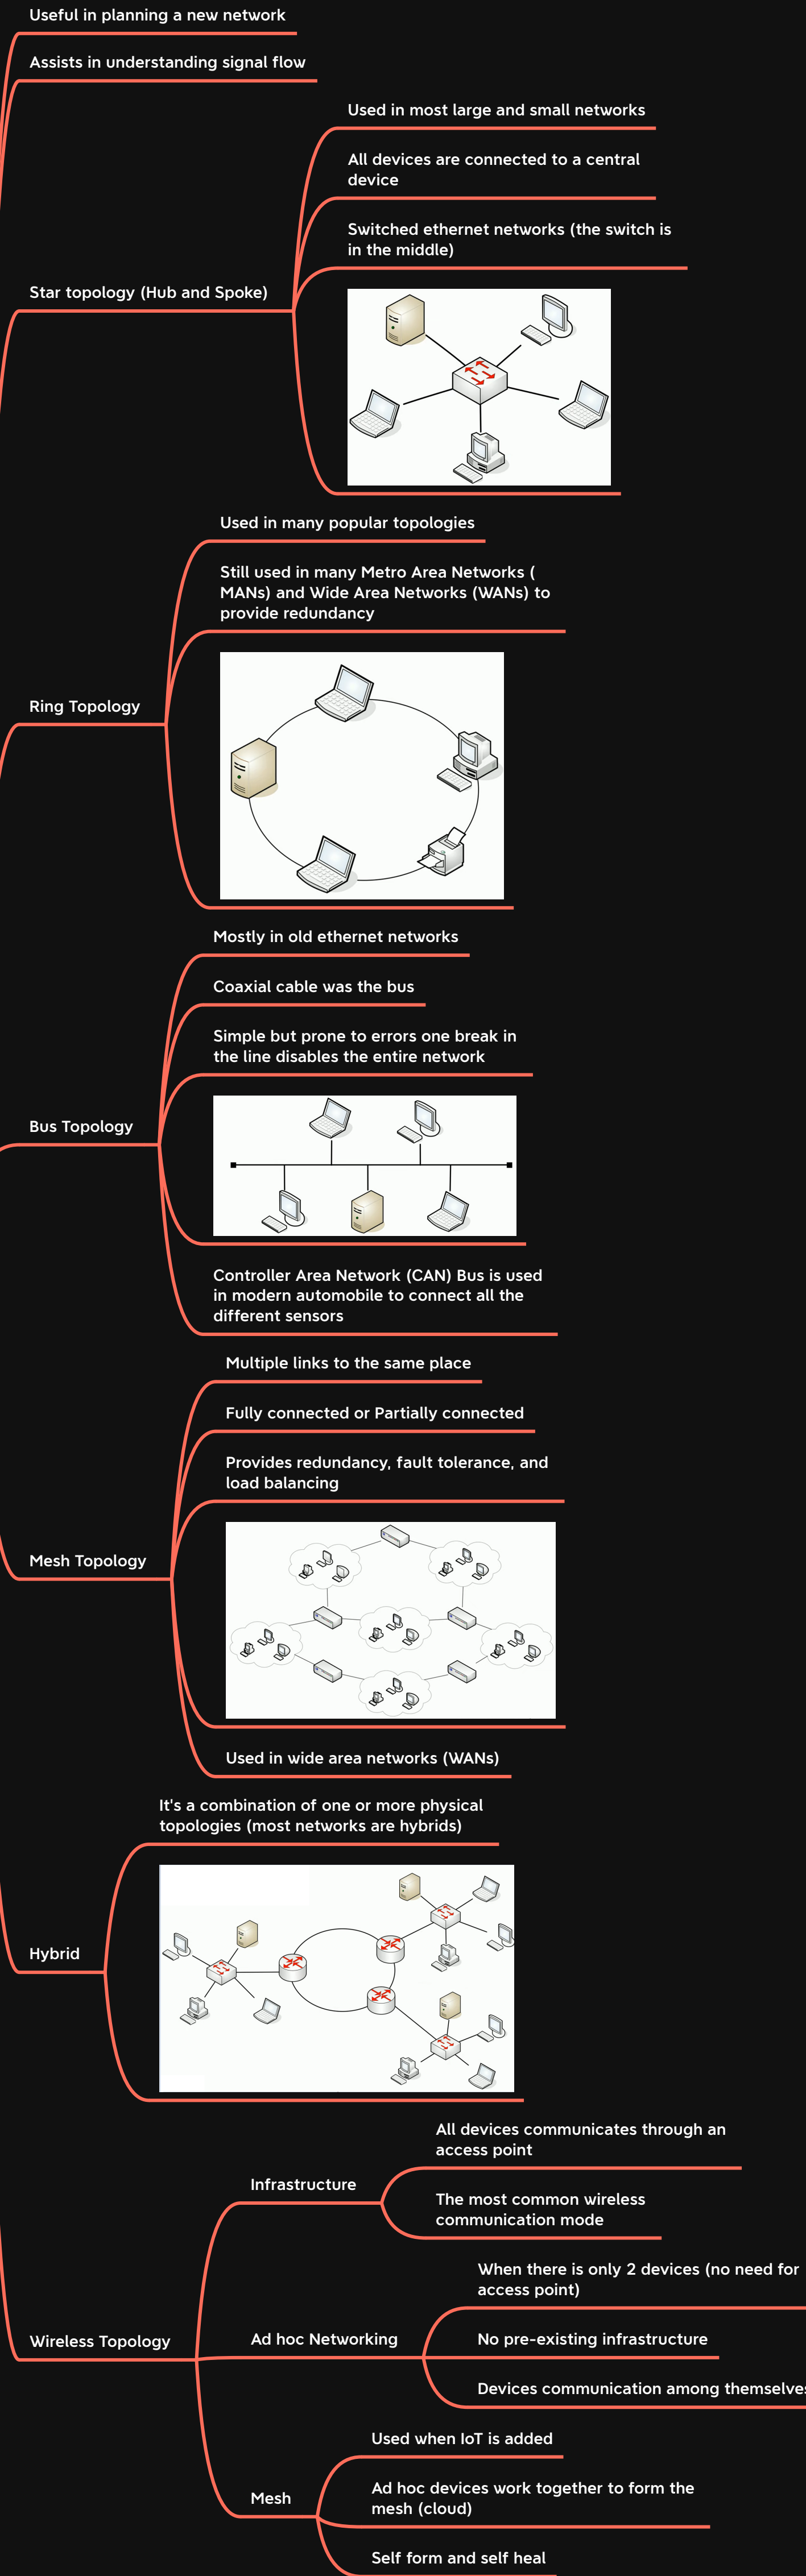 Useful in planning a new network
Assists in understanding signal flow
Star topology (Hub and Spoke)
Used in most large and small networks
All devices are connected to a central
device
Switched ethernet networks (the switch is
in the middle)
Ring Topology
Used in many popular topologies
Still used in many Metro Area Networks (
MANs) and Wide Area Networks (WANs) to
provide redundancy
Bus Topology
Mostly in old ethernet networks
Coaxial cable was the bus
Simple but prone to errors one break in
the line disables the entire network
Controller Area Network (CAN) Bus is used
in modern automobile to connect all the
different sensors
Mesh Topology
Multiple links to the same place
Fully connected or Partially connected
Provides redundancy, fault tolerance, and
load balancing
Used in wide area networks (WANs)
Hybrid
It's a combination of one or more physical
topologies (most networks are hybrids)
Wireless Topology
Infrastructure
All devices communicates through an
access point
The most common wireless
communication mode
Ad hoc Networking
When there is only 2 devices (no need for
access point)
No pre-existing infrastructure
Devices communication among themselves
Mesh
Used when IoT is added
Ad hoc devices work together to form the
mesh (cloud)
Self form and self heal